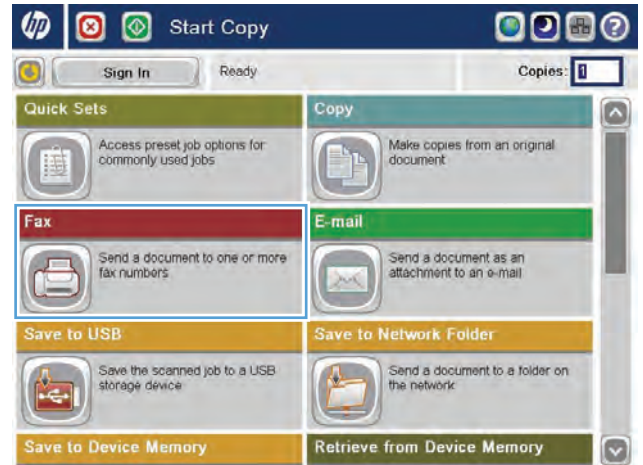 hp
Start Copy
?
Sign In
Ready
Copies: 1
Quick Sets
Access preset job options for
commonly used jobs
Copy
Make copies from an original
document
Fax
Send a document to one or more
fax numbers
E-mail
Send a document as an
attachment to an e-mail
Save to USB
Save the scanned job to a USB
storage device
Save to Network Folder
Send a document to a folder on
the network
Save to Device Memory
Retrieve from Device Memory